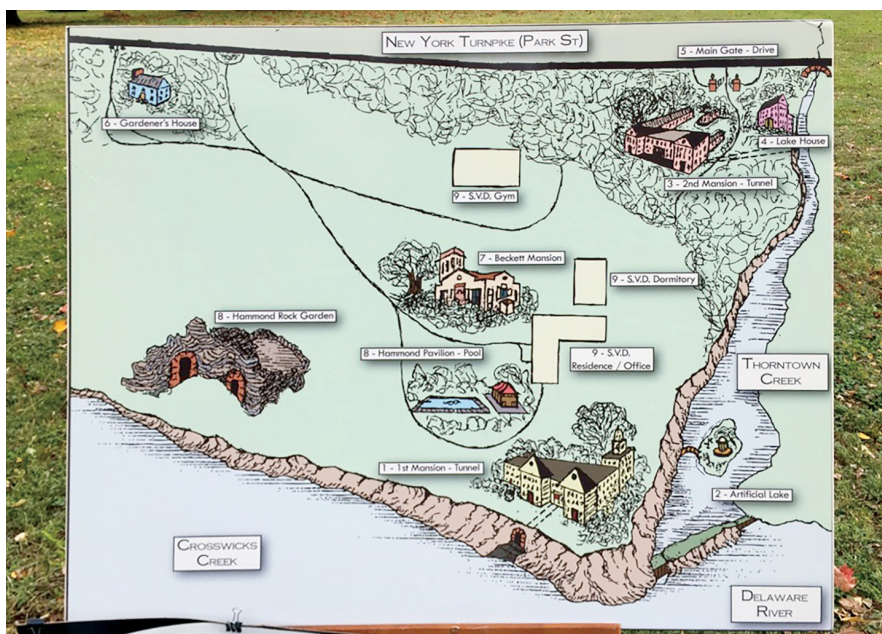 New York Turnpike (Park St)
5 - Main Gate - Drive
6 - Gardener's House
4 - Lake House
3 - 2nd Mansion - Tunnel
9 - S.V.D. Gym
7 - Beckett Mansion
9 - S.V.D. Dormitory
8 - Hammond Rock Garden
8 - Hammond Pavilion - Pool
9 - S.V.D.
Residence / Office
Thorntown
Creek
1 - 1st Mansion - Tunnel
2 - Artificial Lake
Crosswicks
Creek
Delaware
River